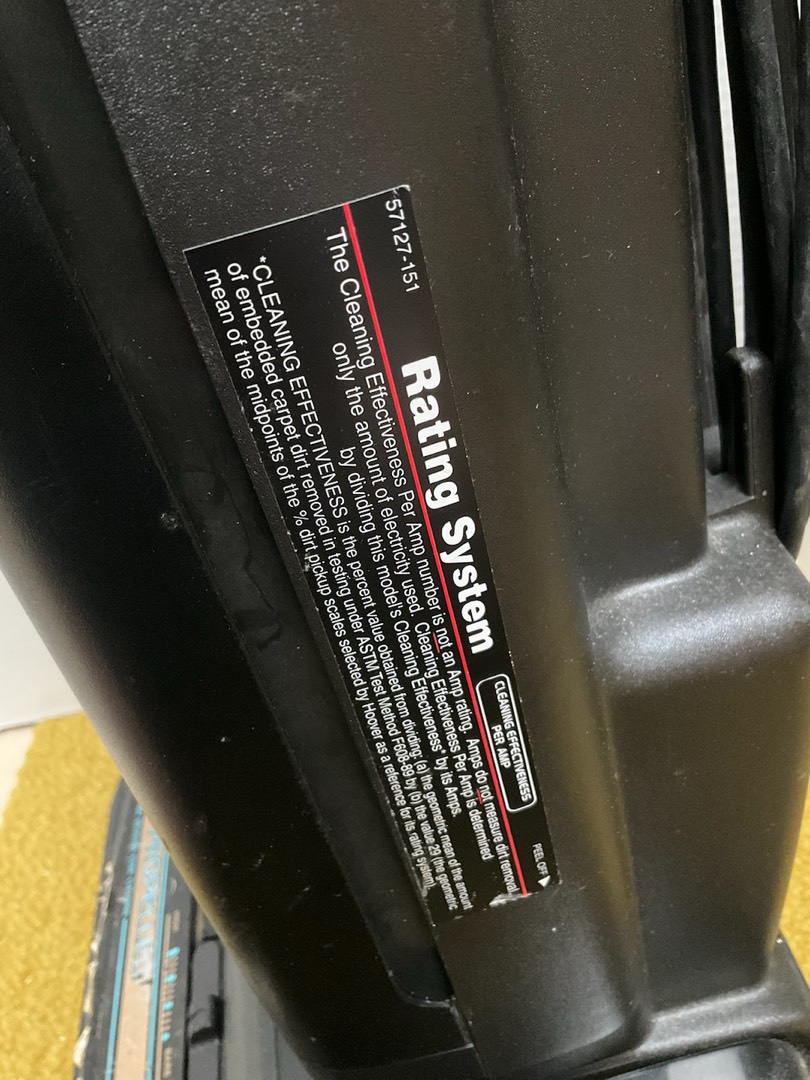 57127-151
Rating System
CLEANING EFFECTIVENESS
PER AMP
PEEL OFF
The Cleaning Effectiveness Per Amp number is not an Amp rating. Amps do not measure dirt removal,
only the amount of electricity used. Cleaning Effectiveness Per Amp is determined
by dividing this model's Cleaning Effectiveness* by its Amps.
*CLEANING EFFECTIVENESS is the percent value obtained from dividing: (a) the geometric mean of the amount
of embedded carpet dirt removed in testing under ASTM Test Method F608-89 by (b) the value 29 (the geometric
mean of the midpoints of the % dirt pickup scales selected by Hoover as a reference for its rating system).